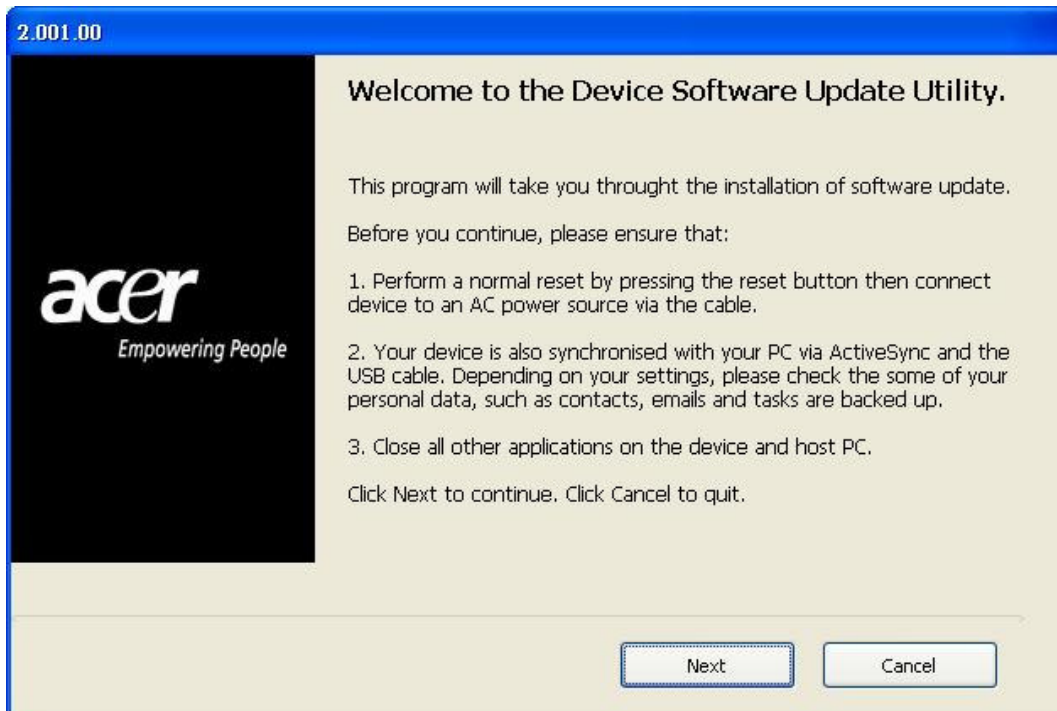 2.001.00
Welcome to the Device Software Update Utility.
This program will take you throught the installation of software update.
Before you continue, please ensure that:
1. Perform a normal reset by pressing the reset button then connect
device to an AC power source via the cable.
2. Your device is also synchronised with your PC via ActiveSync and the
USB cable. Depending on your settings, please check the some of your
personal data, such as contacts, emails and tasks are backed up.
3. Close all other applications on the device and host PC.
Click Next to continue. Click Cancel to quit.
acer
Empowering People
Next
Cancel